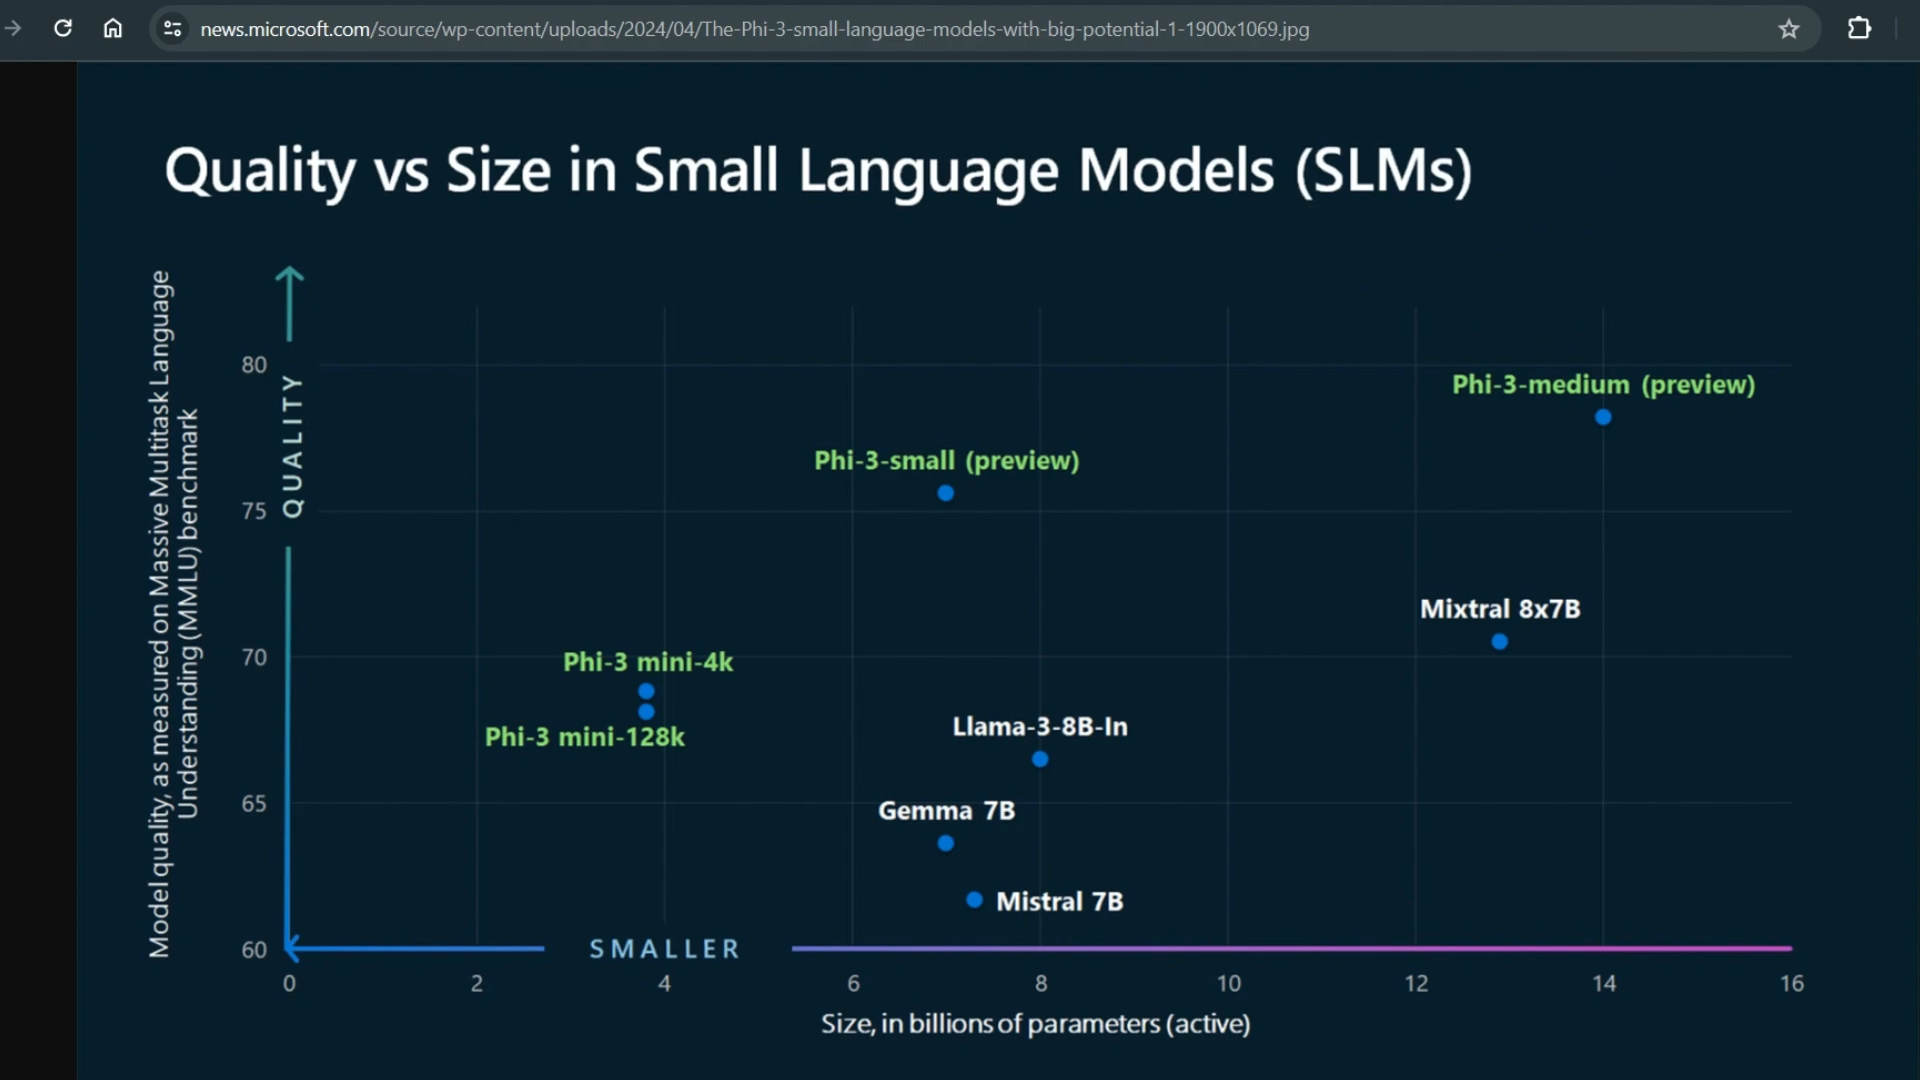 news.microsoft.com/source/wp-content/uploads/2024/04/The-Phi-3-small-language-models-with-big-potential-1-1900x1069.jpg
Quality vs Size in Small Language Models (SLMs)
Model quality, as measured on Massive Multitask Language
Understanding (MMLU) benchmark
QUALITY
80
75
70
65
60
Phi-3-medium (preview)
Phi-3-small (preview)
Mixtral 8x7B
Phi-3 mini-4k
Phi-3 mini-128k
Llama-3-8B-In
Gemma 7B
Mistral 7B
SMALLER
0 2 4 6 8 10 12 14 16
Size, in billions of parameters (active)